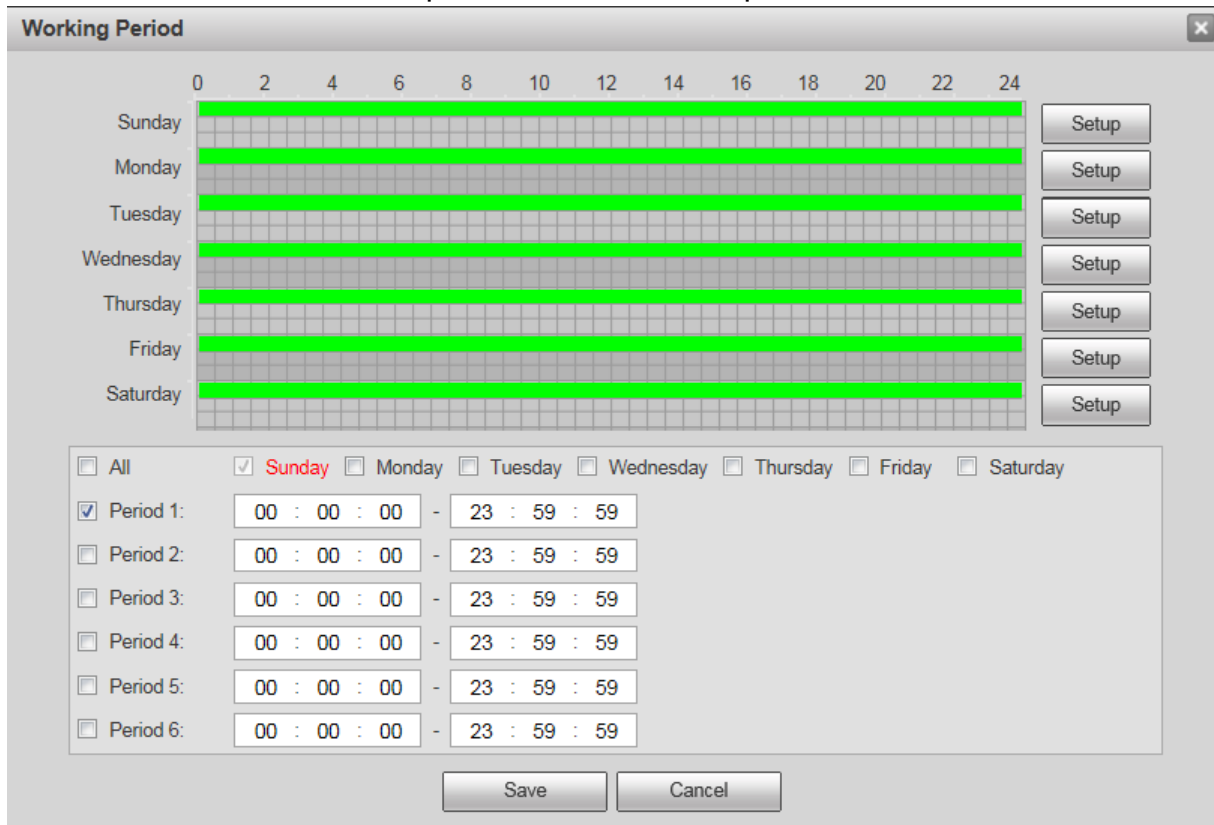 Working Period
0 2 4 6 8 10 12 14 16 18 20 22 24
Sunday Setup
Monday Setup
Tuesday Setup
Wednesday Setup
Thursday Setup
Friday Setup
Saturday Setup
All Sunday Monday Tuesday Wednesday Thursday Friday Saturday
Period 1: 00 : 00 : 00 - 23 : 59 : 59
Period 2: 00 : 00 : 00 - 23 : 59 : 59
Period 3: 00 : 00 : 00 - 23 : 59 : 59
Period 4: 00 : 00 : 00 - 23 : 59 : 59
Period 5: 00 : 00 : 00 - 23 : 59 : 59
Period 6: 00 : 00 : 00 - 23 : 59 : 59
Save Cancel